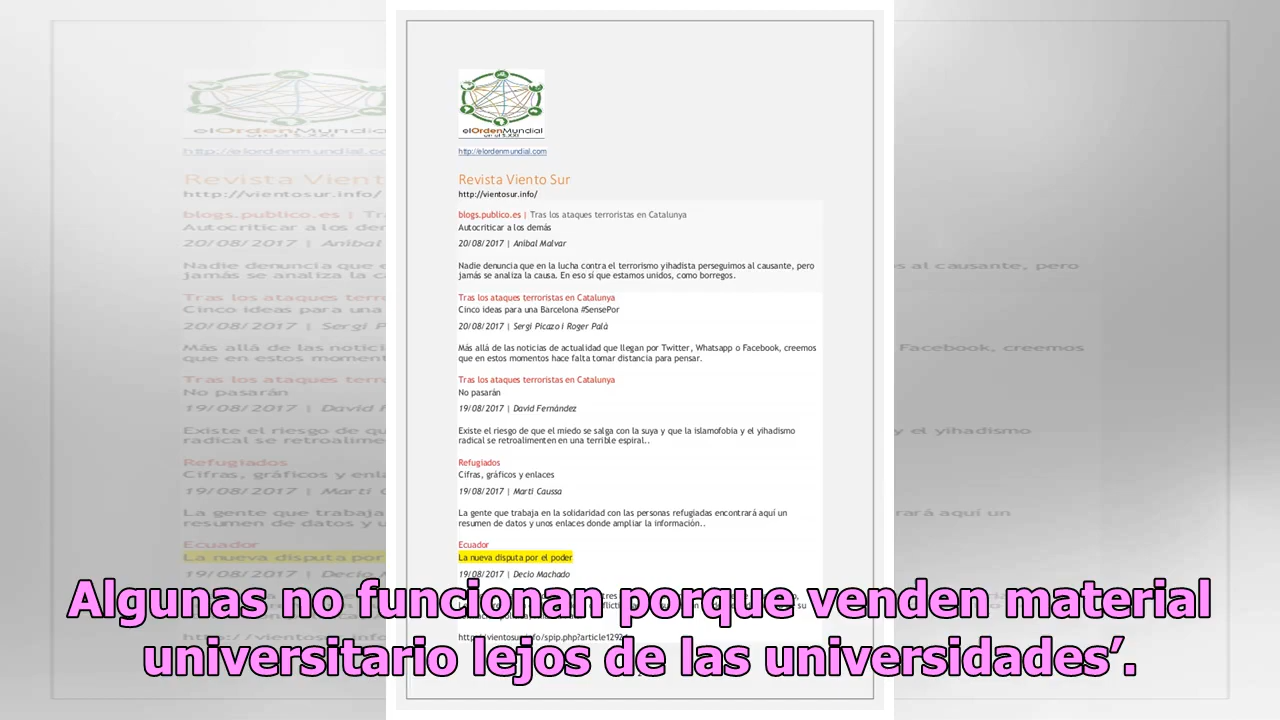 elOrdenMundial
http://elordenmundial.com
Revista Viento Sur
http://vientosur.info/
blogs.publico.es | Tras los ataques terroristas en Catalunya
Autocriticar a los demás
20/08/2017 | Aníbal Malvar
Nadie denuncia que en la lucha contra el terrorismo yihadista perseguimos al causante, pero
jamás se analiza la causa. En eso sí que estamos unidos, como borregos.
Tras los ataques terroristas en Catalunya
Cinco ideas para una Barcelona #SensePor
20/08/2017 | Sergi Picazo i Roger Palà
Más allá de las noticias de actualidad que llegan por Twitter, Whatsapp o Facebook, creemos
que en estos momentos hace falta tomar distancia para pensar.
Tras los ataques terroristas en Catalunya
No pasarán
19/08/2017 | David Fernàndez
Existe el riesgo de que el miedo se salga con la suya y que la islamofobia y el yihadismo
radical se retroalimenten en una terrible espiral..
Refugiados
Cifras, gráficos y enlaces
19/08/2017 | Martí Caussa
La gente que trabaja en la solidaridad con las personas refugiadas encontrará aquí un
resumen de datos y unos enlaces donde ampliar la información..
Ecuador
La nueva disputa por el poder
19/08/2017 | Decio Machado
Algunas no funcionan porque venden material
universitario lejos de las universidades’.